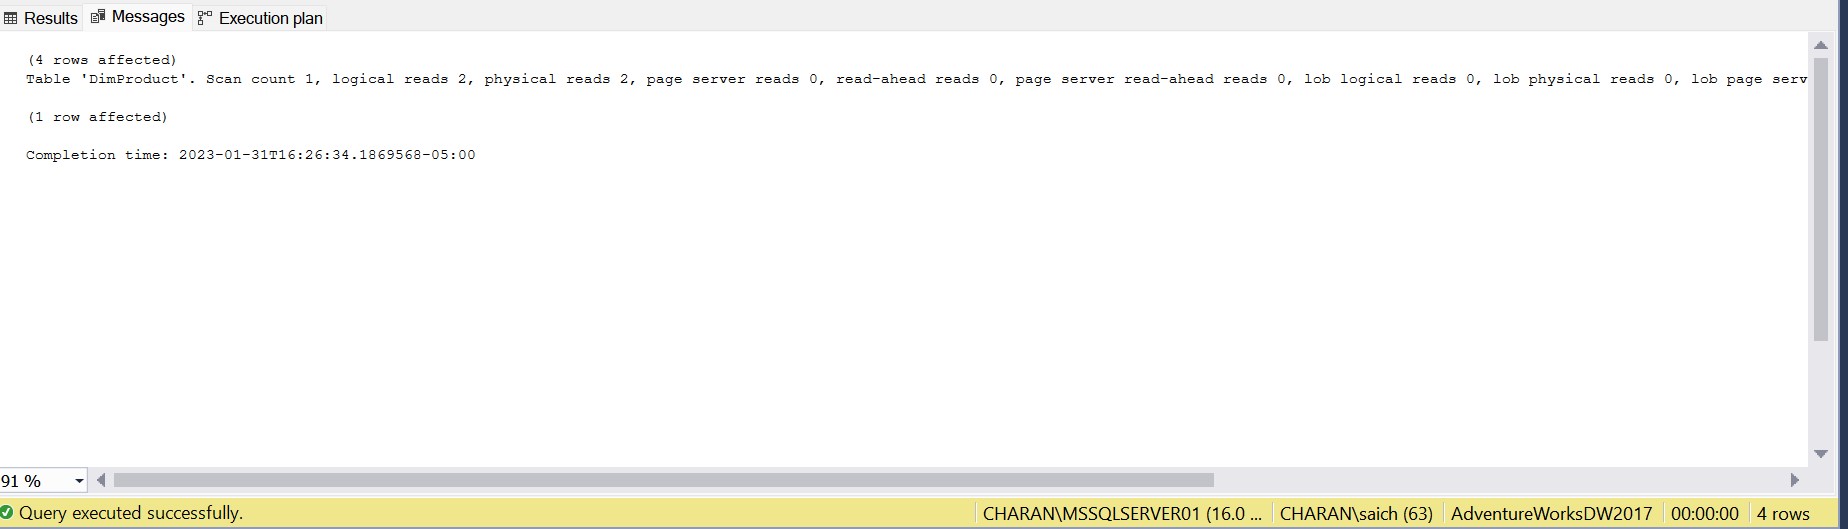 Results Messages Execution plan
(4 rows affected)
Table 'DimProduct'. Scan count 1, logical reads 2, physical reads 2, page server reads 0, read-ahead reads 0, page server read-ahead reads 0, lob logical reads 0, lob physical reads 0, lob page serv
(1 row affected)
Completion time: 2023-01-31T16:26:34.1869568-05:00
91 %
Query executed successfully. CHARAN\MSSQLSERVER01 (16.0 ... CHARAN\saich (63) AdventureWorksDW2017 00:00:00 4 rows